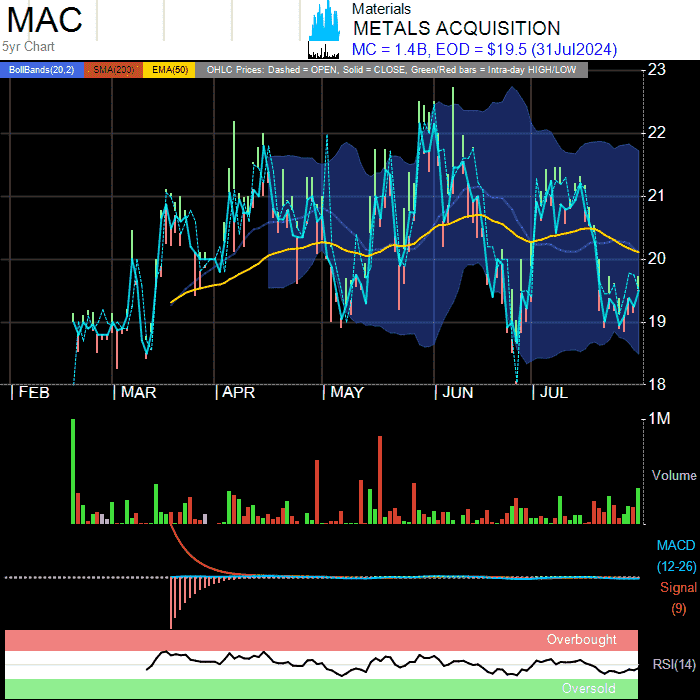 MAC
5yr Chart
Materials
METALS ACQUISITION
MC = 1.4B, EOD = $19.5 (31Jul2024)
BollBands(20,2) SMA(200) EMA(50) OHLC Prices: Dashed = OPEN, Solid = CLOSE, Green/Red bars = Intra-day HIGH/LOW
23
22
21
20
19
18
FEB MAR APR MAY JUN JUL
1M
Volume
MACD
(12-26)
Signal
(9)
Overbought
RSI(14)
Oversold